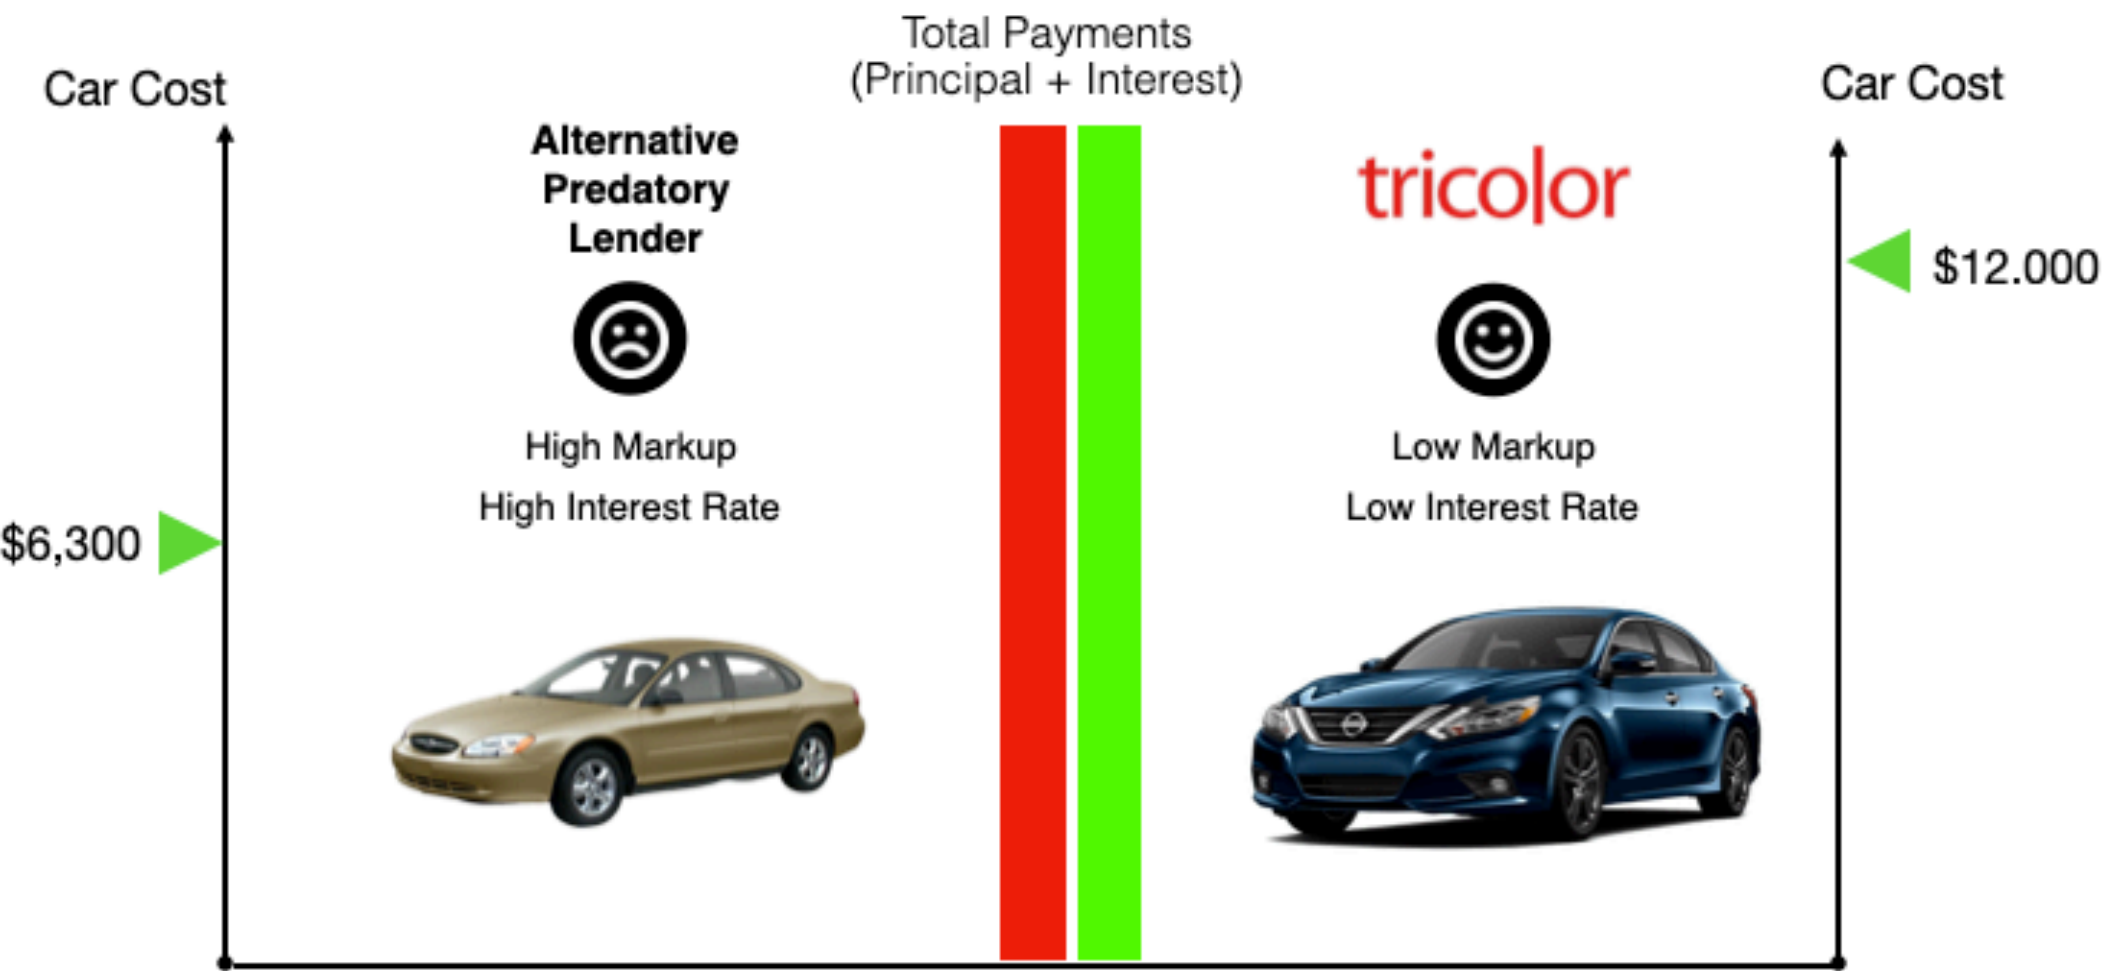 Total Payments
(Principal + Interest)
Car Cost
Car Cost
Alternative
Predatory
Lender
tricolor
$12.000
High Markup
High Interest Rate
Low Markup
Low Interest Rate
$6,300